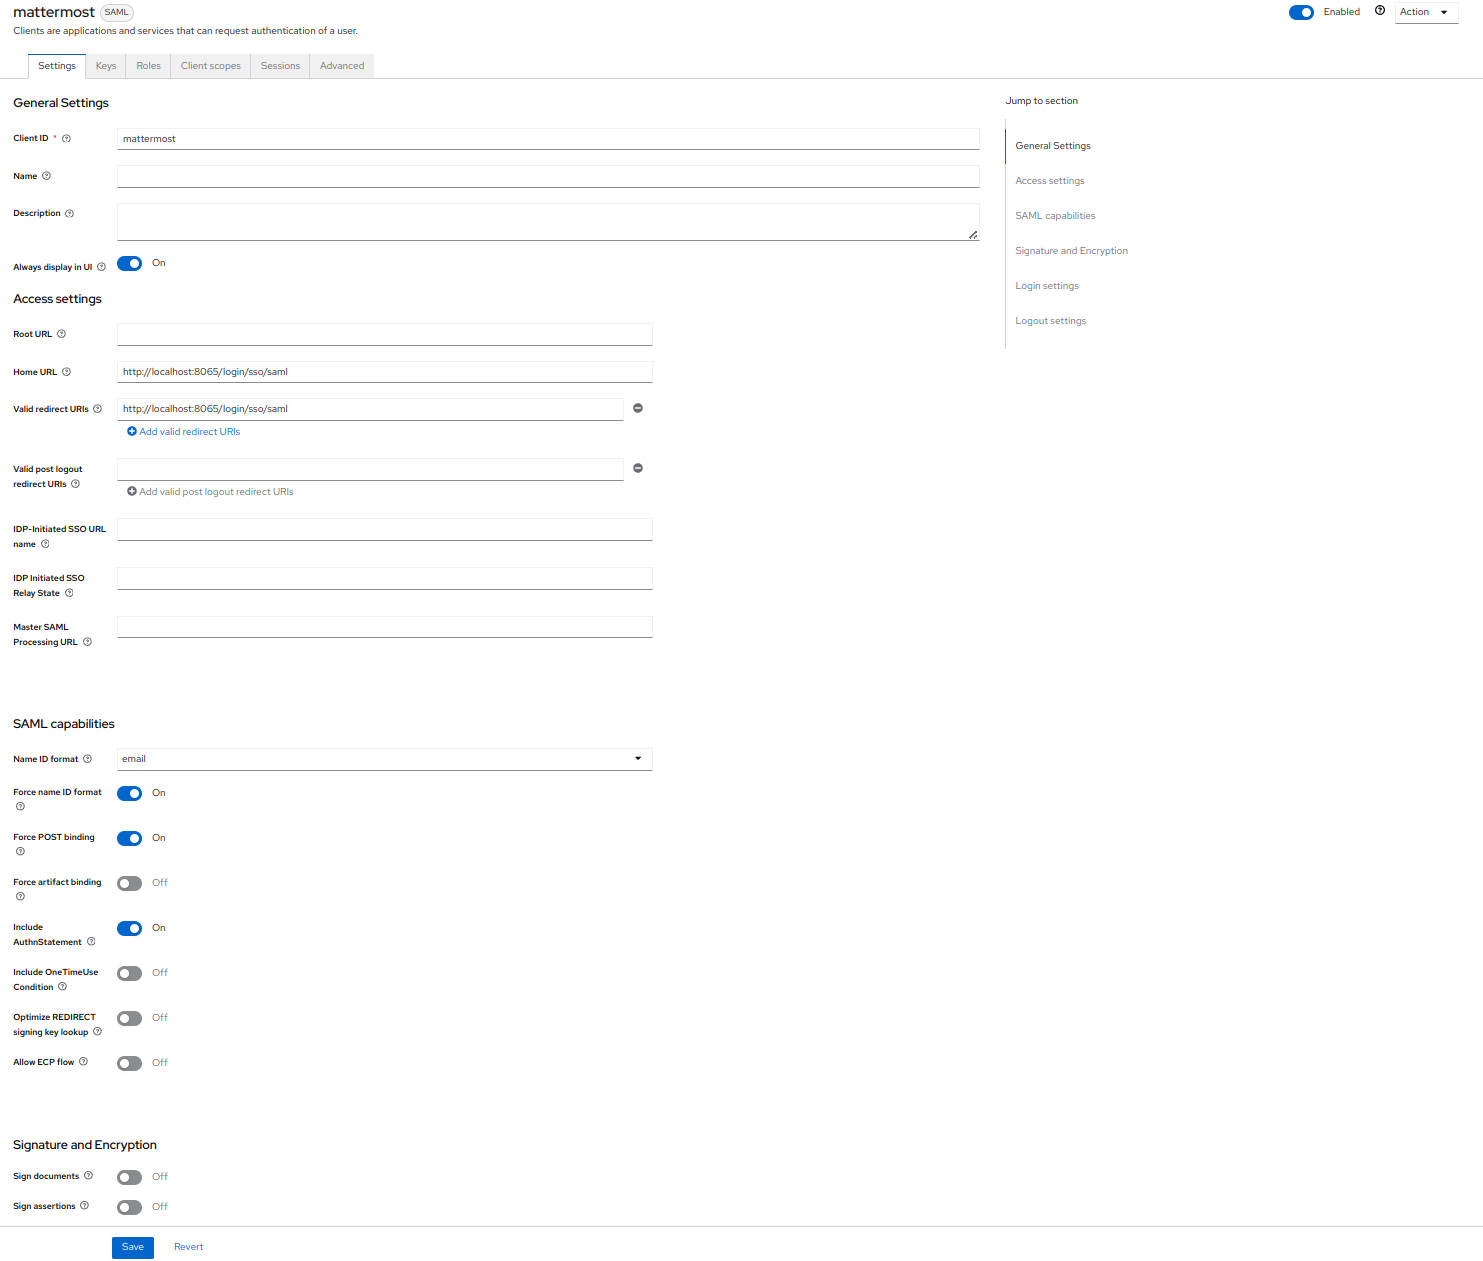 mattermost SAML
Enabled Action
Clients are applications and services that can request authentication of a user.
Settings Keys Roles Client scopes Sessions Advanced
General Settings
Client ID * mattermost
Name
Description
Always display in UI On
Access settings
Root URL
Home URL http://localhost:8065/login/sso/saml
Valid redirect URIs http://localhost:8065/login/sso/saml
Add valid redirect URIs
Valid post logout
redirect URIs
Add valid post logout redirect URIs
IDP-Initiated SSO URL
name
IDP Initiated SSO
Relay State
Master SAML
Processing URL
SAML capabilities
Name ID format email
Force name ID format On
Force POST binding On
Force artifact binding Off
Include
AuthnStatement On
Include OneTimeUse
Condition Off
Optimize REDIRECT
signing key lookup Off
Allow ECP flow Off
Signature and Encryption
Sign documents Off
Sign assertions Off
Save Revert
Jump to section
General Settings
Access settings
SAML capabilities
Signature and Encryption
Login settings
Logout settings